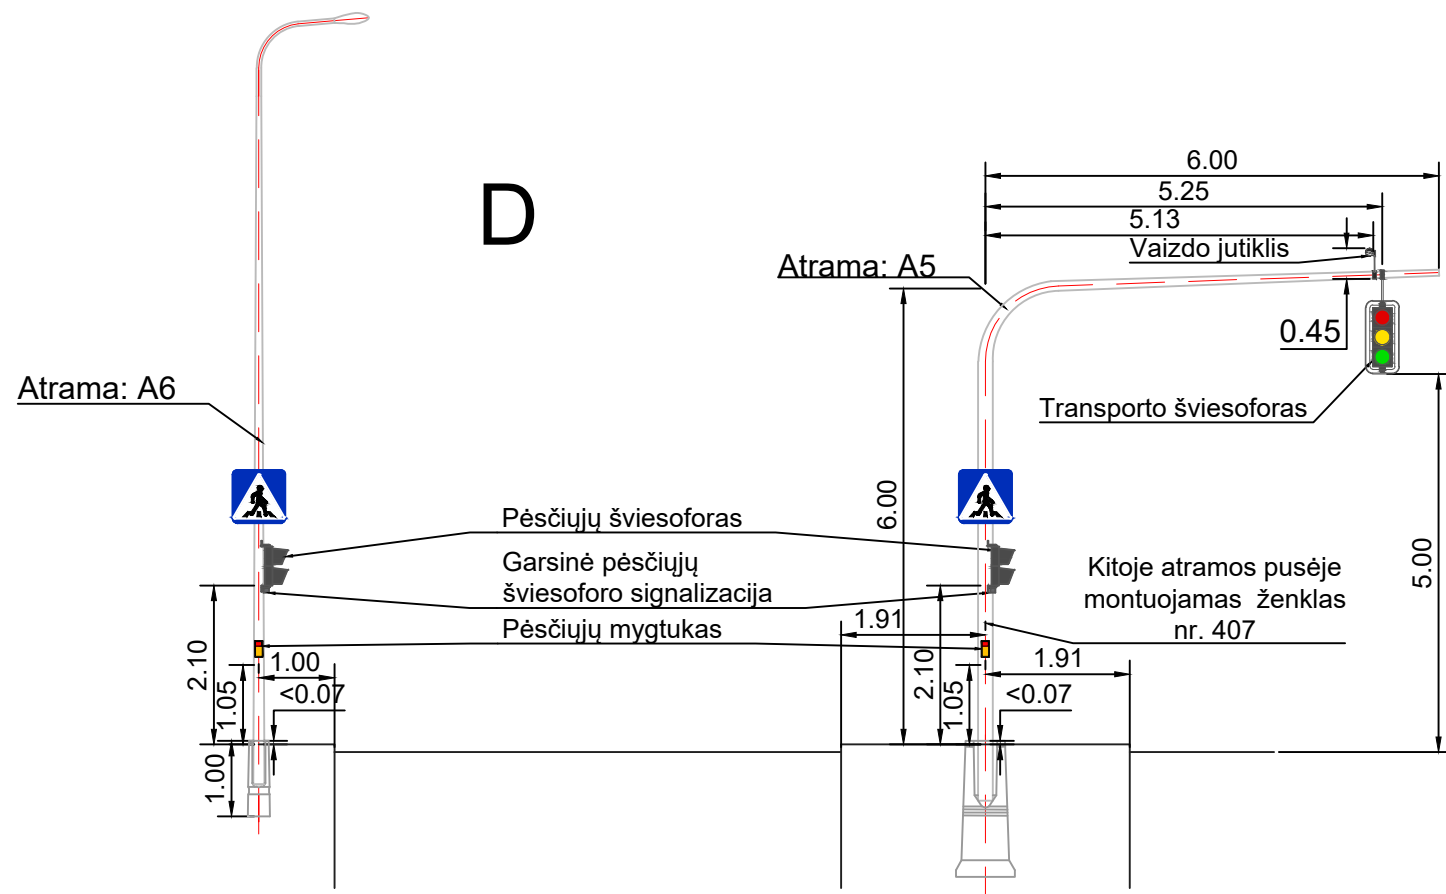 D
6.00
5.25
5.13
Vaizdo jutiklis
Atrama: A5
0.45
Atrama: A6
Transporto šviesoforas
6.00
5.00
Pėsčiųjų šviesoforas
Garsinė pėsčiųjų
šviesoforo signalizacija
Pėsčiųjų mygtukas
Kitoje atramos pusėje
montuojamas ženklas
nr. 407
2.10
1.05
1.00
<0.07
1.00
1.91
2.10
1.05
1.91
<0.07